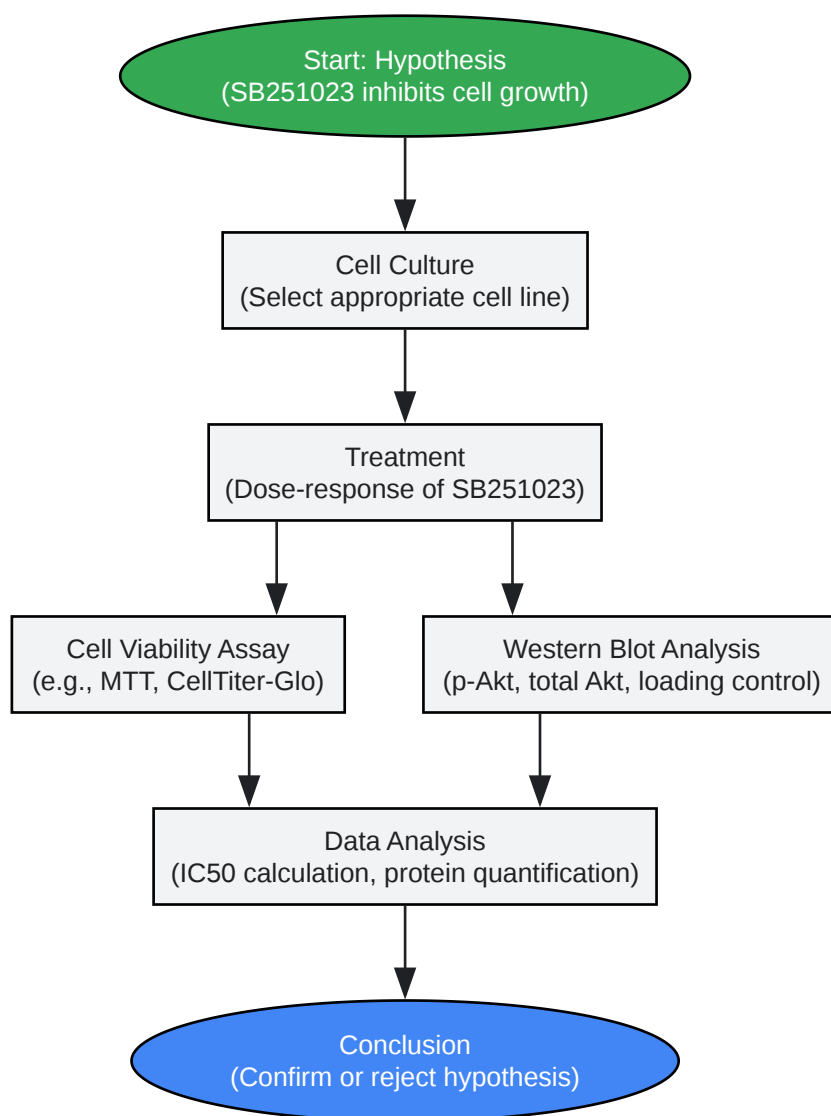 Start: Hypothesis
(SB251023 inhibits cell growth)
Cell Culture
(Select appropriate cell line)
Treatment
(Dose-response of SB251023)
Cell Viability Assay
(e.g., MTT, CellTiter-Glo)
Western Blot Analysis
(p-Akt, total Akt, loading control)
Data Analysis
(IC50 calculation, protein quantification)
Conclusion
(Confirm or reject hypothesis)